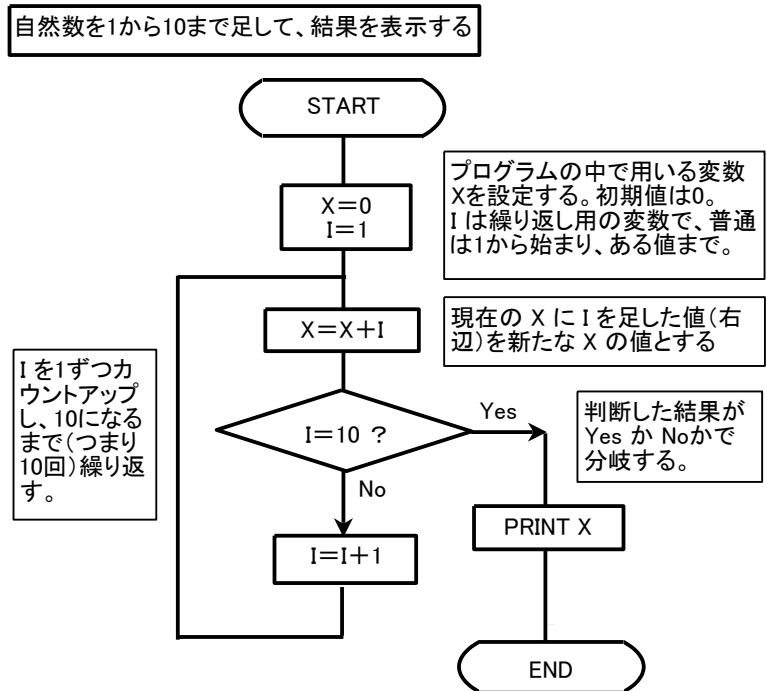 自然数を1から10まで足して、結果を表示する
START
X＝0
I＝1
プログラムの中で用いる変数
Xを設定する。初期値は0。
I は繰り返し用の変数で、普通
は1から始まり、ある値まで。
X＝X＋I
現在の X に I を足した値（右
辺）を新たな X の値とする
I を1ずつカ
ウントアップ
し、10になる
まで（つまり
10回）繰り返
す。
I＝10 ？
Yes
判断した結果が
Yes か Noかで
分岐する。
No
I＝I＋1
PRINT X
END